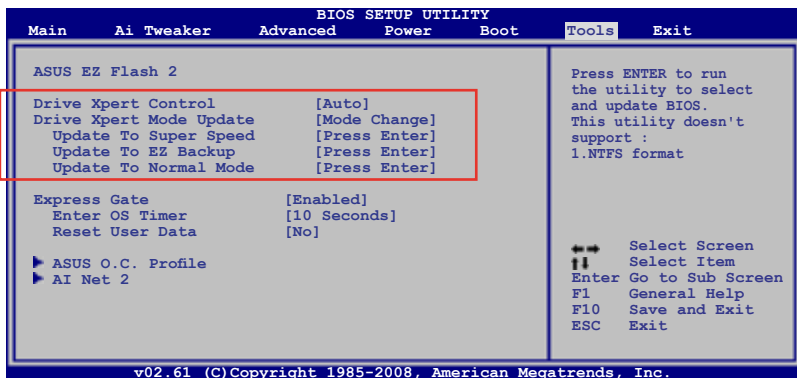 BIOS SETUP UTILITY
Main Ai Tweaker Advanced Power Boot Tools Exit
ASUS EZ Flash 2
Drive Xpert Control [Auto]
Drive Xpert Mode Update [Mode Change]
Update To Super Speed [Press Enter]
Update To EZ Backup [Press Enter]
Update To Normal Mode [Press Enter]
Express Gate [Enabled]
Enter OS Timer [10 Seconds]
Reset User Data [No]
ASUS O.C. Profile
AI Net 2
Press ENTER to run
the utility to select
and update BIOS.
This utility doesn't
support :
1.NTFS format
Select Screen
Select Item
Enter Go to Sub Screen
F1 General Help
F10 Save and Exit
ESC Exit
v02.61 (C)Copyright 1985-2008, American Megatrends, Inc.